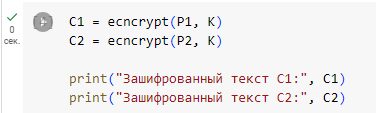 0
сек.
C1 = ecncrypt(P1, K)
C2 = ecncrypt(P2, K)
print("Зашифрованный текст C1:", C1)
print("Зашифрованный текст C2:", C2)